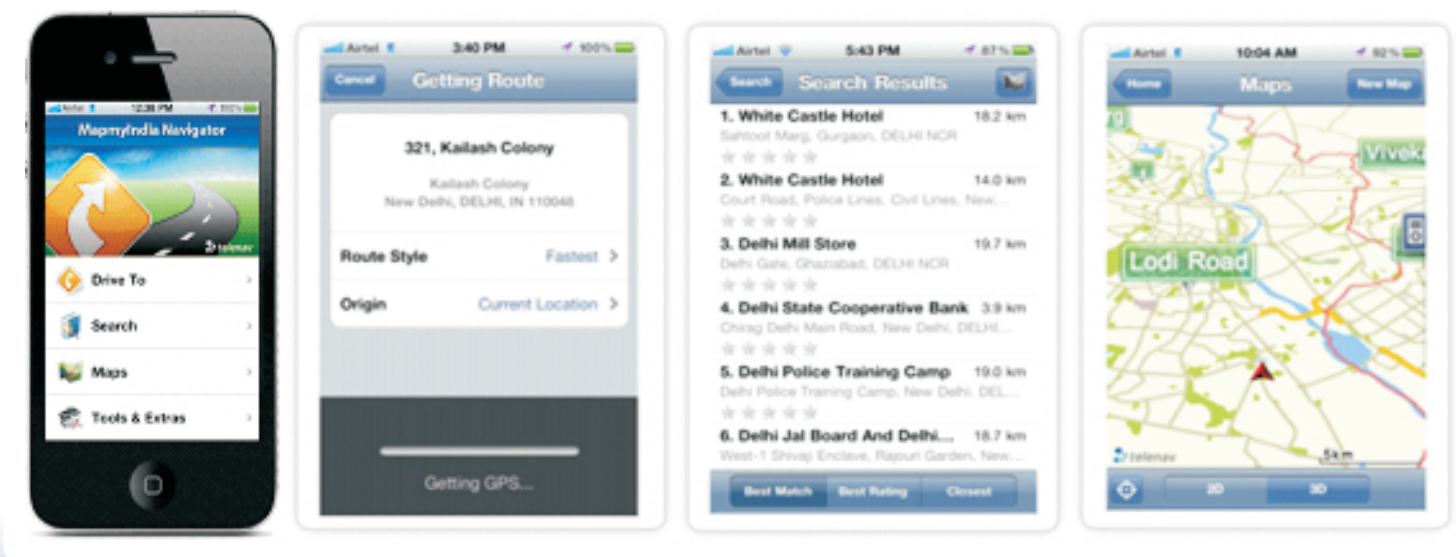 Airtel 12:38 PM 100%
MapmyIndia Navigator
telenav
Drive To
Search
Maps
Tools & Extras
Airtel 3:40 PM 100%
Cancel Getting Route
321, Kailash Colony
Kailash Colony
New Delhi, DELHI, IN 110048
Route Style Fastest
Origin Current Location
Getting GPS...
Airtel 5:43 PM 87%
Search Search Results
1. White Castle Hotel 18.2 km
Sahtoot Marg, Gurgaon, DELHI NCR
2. White Castle Hotel 14.0 km
Court Road, Police Lines, Civil Lines, New...
3. Delhi Mill Store 19.7 km
Delhi Gate, Ghaziabad, DELHI NCR
4. Delhi State Cooperative Bank 3.9 km
Chirag Delhi Main Road, New Delhi, DELHI...
5. Delhi Police Training Camp 19.0 km
Delhi Police Training Camp, New Delhi, DEL...
6. Delhi Jal Board And Delhi... 18.7 km
West-1 Shivaji Enclave, Rajouri Garden, New...
Best Match Best Rating Closest
Airtel 10:04 AM 92%
Home Maps New Map
rg
Vivek
Lodi Road
telenav 5km
2D 3D